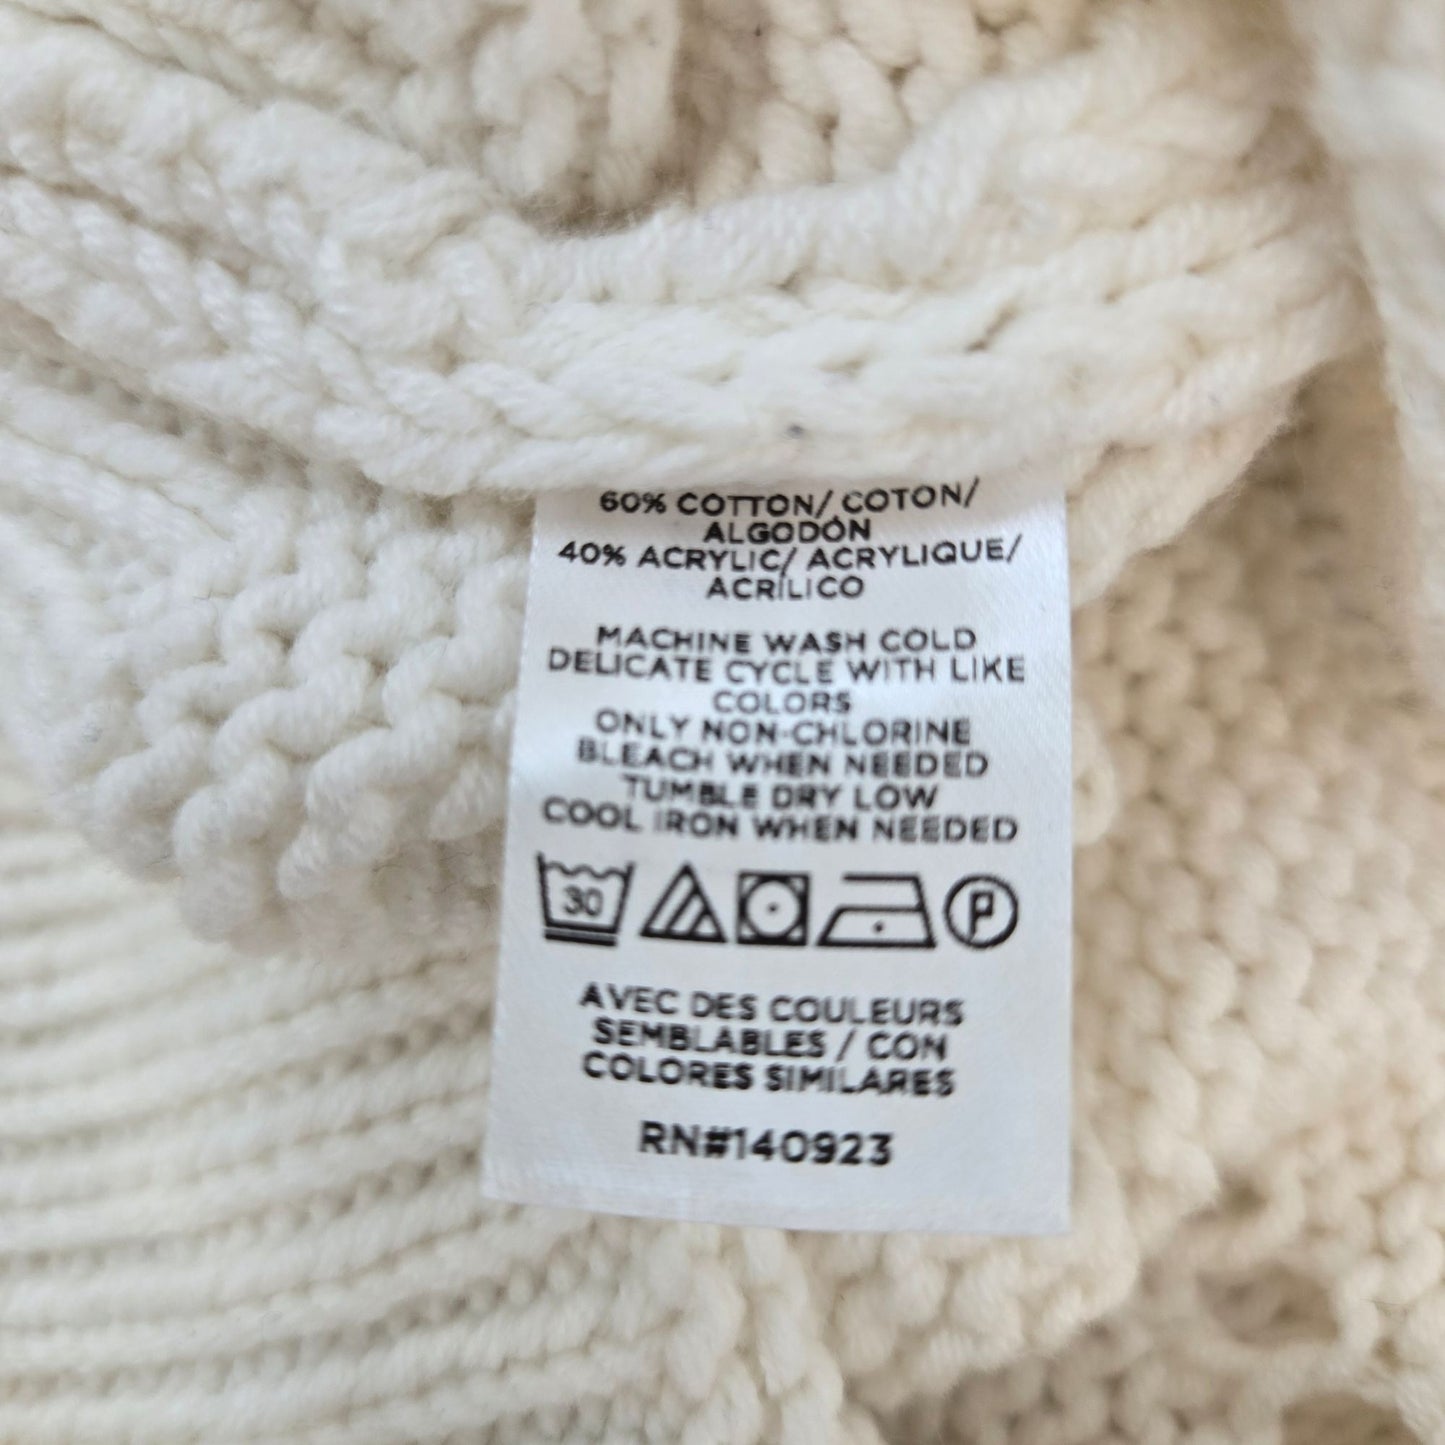 60% COTTON/ COTON/
ALGODÓN
40% ACRYLIC/ ACRYLIQUE/
ACRÍLICO
MACHINE WASH COLD
DELICATE CYCLE WITH LIKE
COLORS
ONLY NON-CHLORINE
BLEACH WHEN NEEDED
TUMBLE DRY LOW
COOL IRON WHEN NEEDED
30 P
AVEC DES COULEURS
SEMBLABLES / CON
COLORES SIMILARES
RN#140923